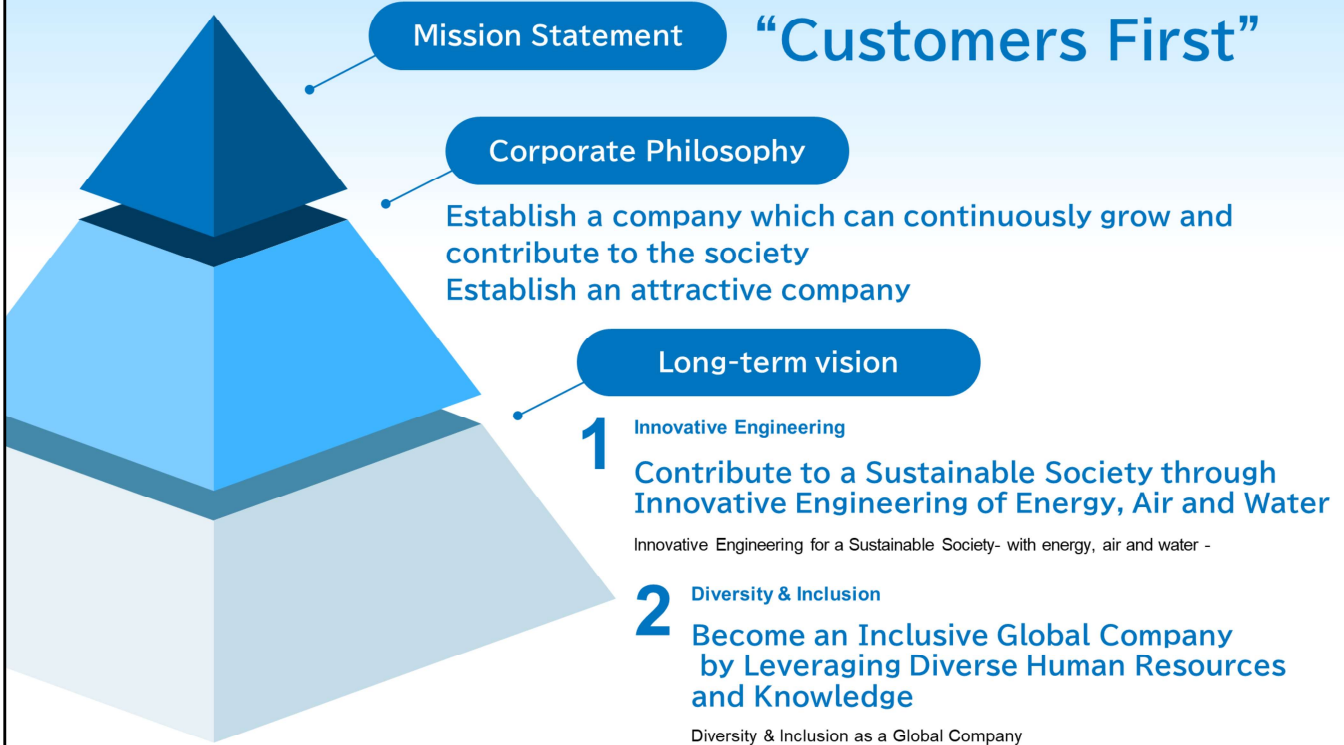 Mission Statement
“Customers First”
Corporate Philosophy
Establish a company which can continuously grow and
contribute to the society
Establish an attractive company
Long-term vision
1
Innovative Engineering
Contribute to a Sustainable Society through
Innovative Engineering of Energy, Air and Water
Innovative Engineering for a Sustainable Society- with energy, air and water -
2
Diversity & Inclusion
Become an Inclusive Global Company
by Leveraging Diverse Human Resources
and Knowledge
Diversity & Inclusion as a Global Company